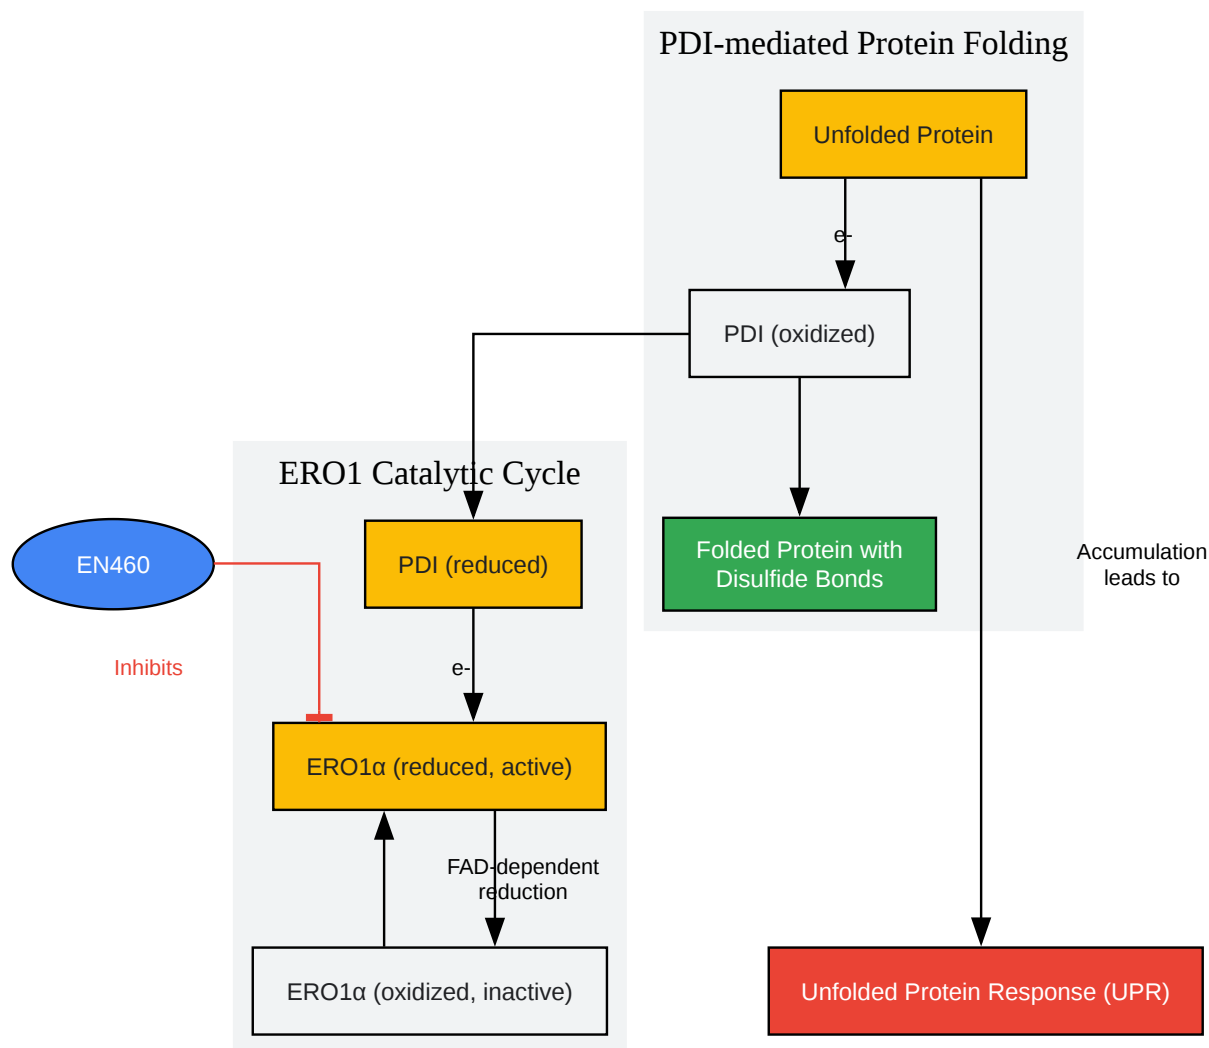 PDI-mediated Protein Folding
Unfolded Protein
e-
PDI (oxidized)
ERO1 Catalytic Cycle
EN460
PDI (reduced)
Folded Protein with
Disulfide Bonds
Accumulation
leads to
Inhibits
e-
ERO1α (reduced, active)
FAD-dependent
reduction
ERO1α (oxidized, inactive)
Unfolded Protein Response (UPR)